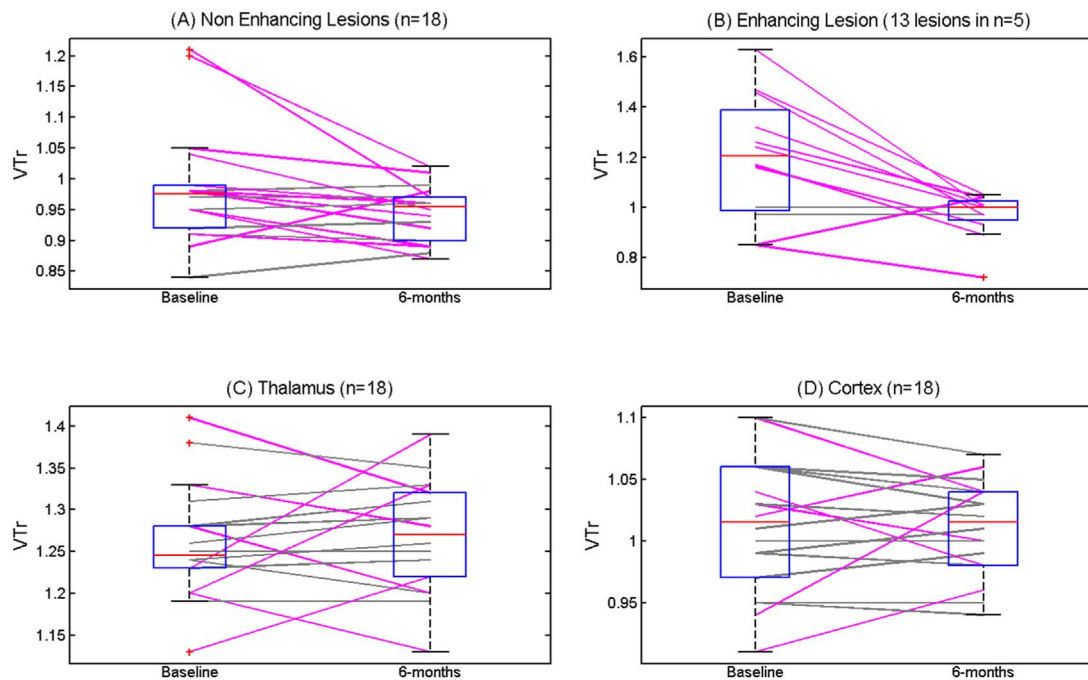 (A) Non Enhancing Lesions (n=18)
VTr
1.2
1.15
1.1
1.05
1
0.95
0.9
0.85
Baseline
6-months
(B) Enhancing Lesion (13 lesions in n=5)
VTr
1.6
1.4
1.2
1
0.8
Baseline
6-months
(C) Thalamus (n=18)
VTr
1.4
1.35
1.3
1.25
1.2
1.15
Baseline
6-months
(D) Cortex (n=18)
VTr
1.1
1.05
1
0.95
Baseline
6-months